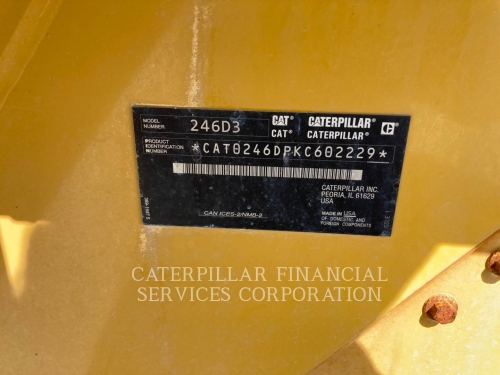 MODEL NUMBER: 246D3
CAT® CATERPILLAR®
CAT® CATERPILLAR®
PRODUCT IDENTIFICATION NUMBER *CAT0246DPKC602229*
CATERPILLAR INC.
PEORIA, IL 61629
USA
CAN ICES-2/NMB-2
MADE IN USA
OF DOMESTIC AND
FOREIGN COMPONENTS
CATERPILLAR FINANCIAL
SERVICES CORPORATION